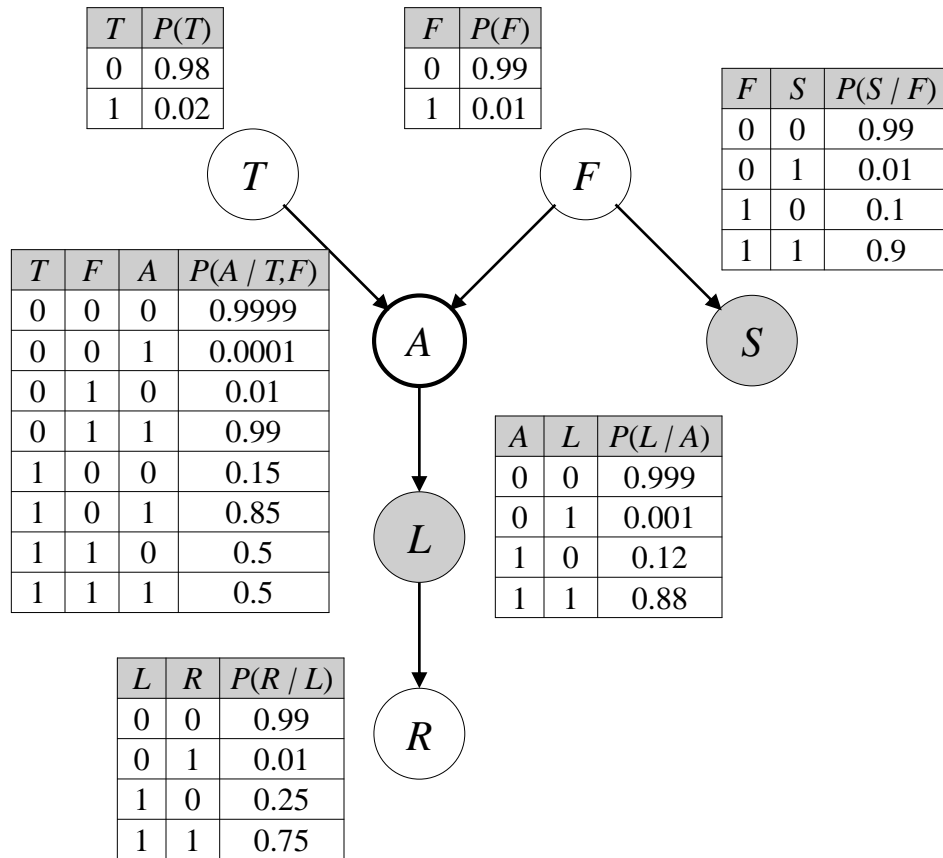 T P(T)
0 0.98
1 0.02
F P(F)
0 0.99
1 0.01
F S P(S / F)
0 0 0.99
0 1 0.01
1 0 0.1
1 1 0.9
T
F
T F A P(A / T,F)
0 0 0 0.9999
0 0 1 0.0001
0 1 0 0.01
0 1 1 0.99
1 0 0 0.15
1 0 1 0.85
1 1 0 0.5
1 1 1 0.5
A
S
A L P(L / A)
0 0 0.999
0 1 0.001
1 0 0.12
1 1 0.88
L
L R P(R / L)
0 0 0.99
0 1 0.01
1 0 0.25
1 1 0.75
R